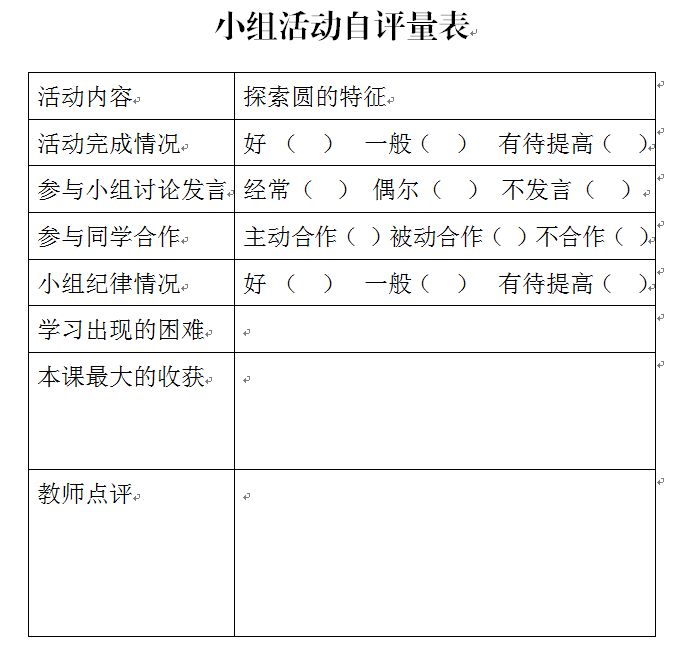 小组活动自评量表
活动内容 探索圆的特征
活动完成情况 好 （ ） 一般（ ） 有待提高（ ）
参与小组讨论发言 经常（ ） 偶尔（ ） 不发言（ ）
参与同学合作 主动合作（ ）被动合作（ ）不合作（ ）
小组纪律情况 好 （ ） 一般（ ） 有待提高（ ）
学习出现的困难
本课最大的收获
教师点评